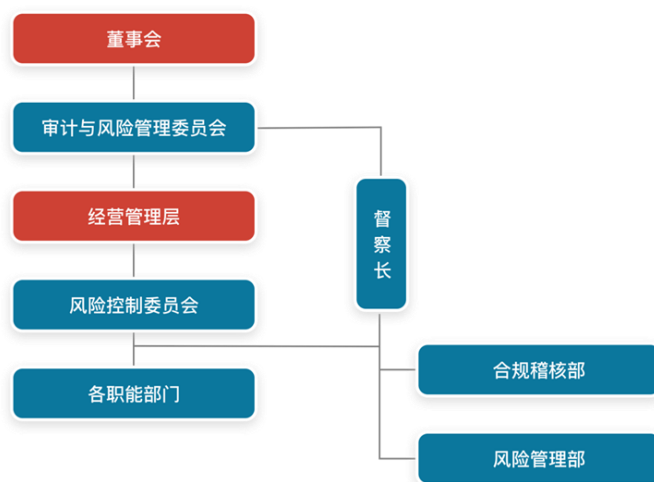 董事会
审计与风险管理委员会
经营管理层
督察长
风险控制委员会
合规稽核部
各职能部门
风险管理部